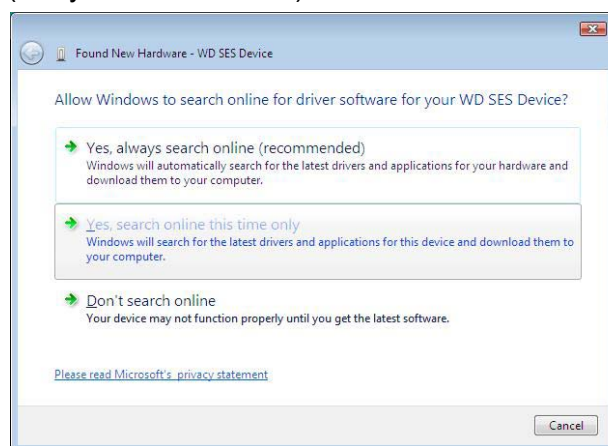 Found New Hardware - WD SES Device
Allow Windows to search online for driver software for your WD SES Device?
Yes, always search online (recommended)
Windows will automatically search for the latest drivers and applications for your hardware and
download them to your computer.
Yes, search online this time only
Windows will search for the latest drivers and applications for this device and download them to
your computer.
Don't search online
Your device may not function properly until you get the latest software.
Please read Microsoft's privacy statement
Cancel